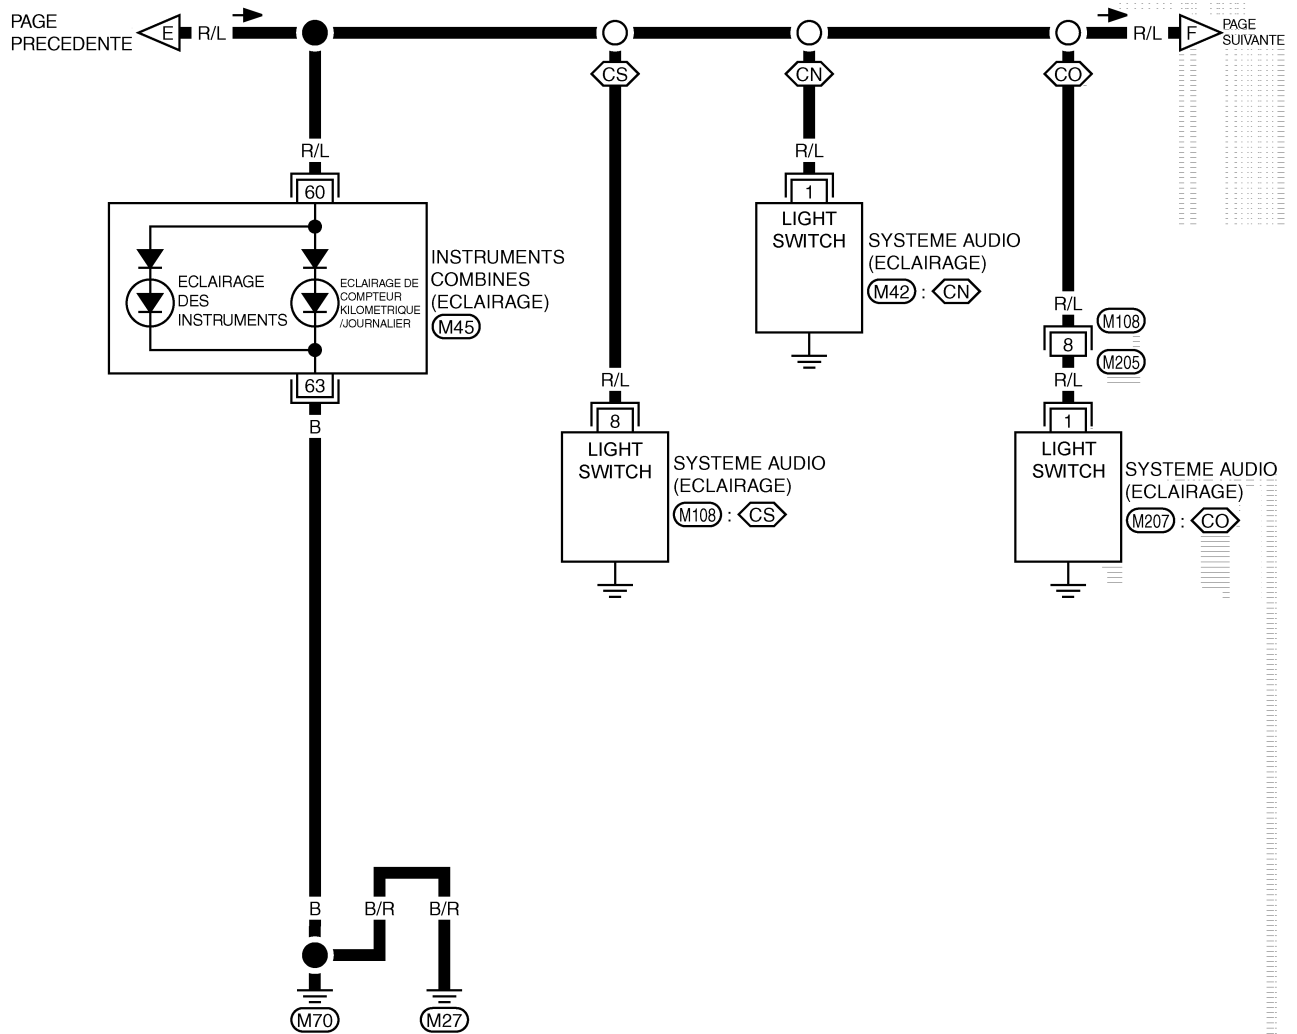 PAGE
PRECEDENTE
E
R/L
R/L
F
PAGE
SUIVANTE
CS
CN
CO
R/L
60
ECLAIRAGE
DES
INSTRUMENTS
ECLAIRAGE DE
COMPTEUR
KILOMETRIQUE
/JOURNALIER
INSTRUMENTS
COMBINES
(ECLAIRAGE)
M45
63
B
R/L
1
LIGHT
SWITCH
SYSTEME AUDIO
(ECLAIRAGE)
M42 : CN
R/L
M108
8
M205
R/L
R/L
8
LIGHT
SWITCH
SYSTEME AUDIO
(ECLAIRAGE)
M108 : CS
1
LIGHT
SWITCH
SYSTEME AUDIO
(ECLAIRAGE)
M207 : CO
B
B/R
B/R
M70
M27